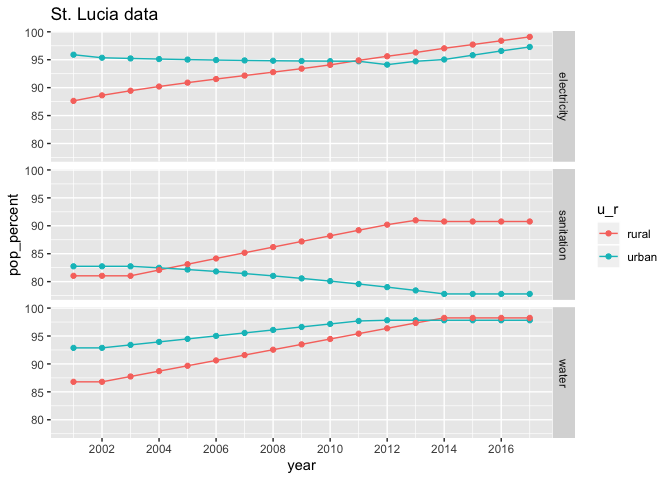 St. Lucia data
pop_percent
100
95
90
85
80
electricity
100
95
90
85
80
sanitation
100
95
90
85
80
water
2002 2004 2006 2008 2010 2012 2014 2016
year
u_r
rural
urban